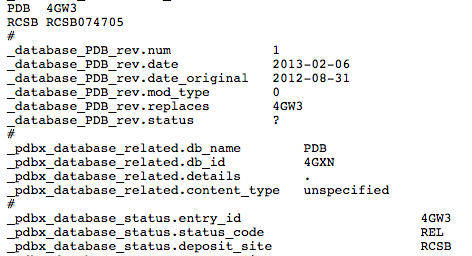 PDB 4GW3
RCSB RCSB074705
#
_database_PDB_rev.num 1
_database_PDB_rev.date 2013-02-06
_database_PDB_rev.date_original 2012-08-31
_database_PDB_rev.mod_type 0
_database_PDB_rev.replaces 4GW3
_database_PDB_rev.status ?
#
_pdbx_database_related.db_name PDB
_pdbx_database_related.db_id 4GXN
_pdbx_database_related.details .
_pdbx_database_related.content_type unspecified
#
_pdbx_database_status.entry_id 4GW3
_pdbx_database_status.status_code REL
_pdbx_database_status.deposit_site RCSB